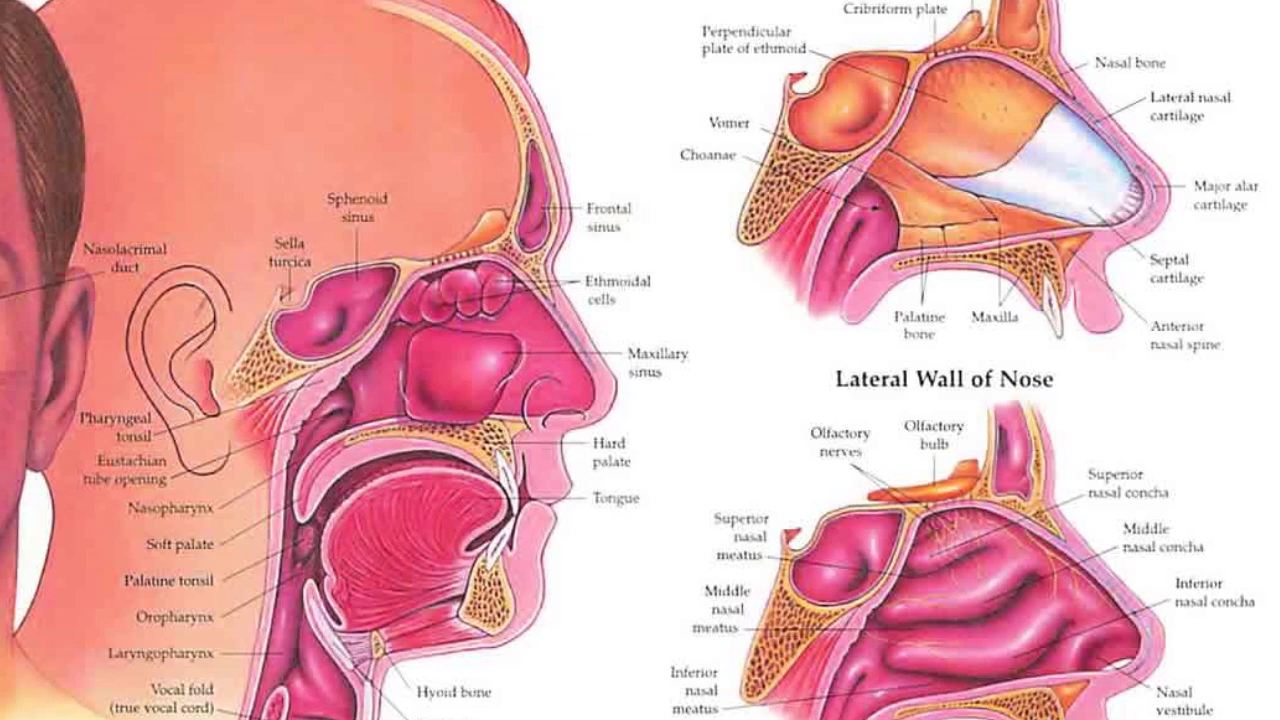 Nasolacrimal
duct
Sphenoid
sinus
Sella
turcica
Frontal
sinus
Ethmoidal
cells
Maxillary
sinus
Pharyngeal
tonsil
Eustachian
tube opening
Nasopharynx
Soft palate
Palatine tonsil
Oropharynx
Laryngopharynx
Vocal fold
(true vocal cord)
Hard
palate
Tongue
Hyoid bone
Cribriform plate
Perpendicular
plate of ethmoid
Vomer
Choanae
Nasal bone
Lateral nasal
cartilage
Major alar
cartilage
Septal
cartilage
Anterior
nasal spine
Palatine
bone
Maxilla
Lateral Wall of Nose
Olfactory
nerves
Olfactory
bulb
Superior
nasal concha
Middle
nasal concha
Inferior
nasal concha
Superior
nasal
meatus
Middle
nasal
meatus
Inferior
nasal
meatus
Nasal
vestibule